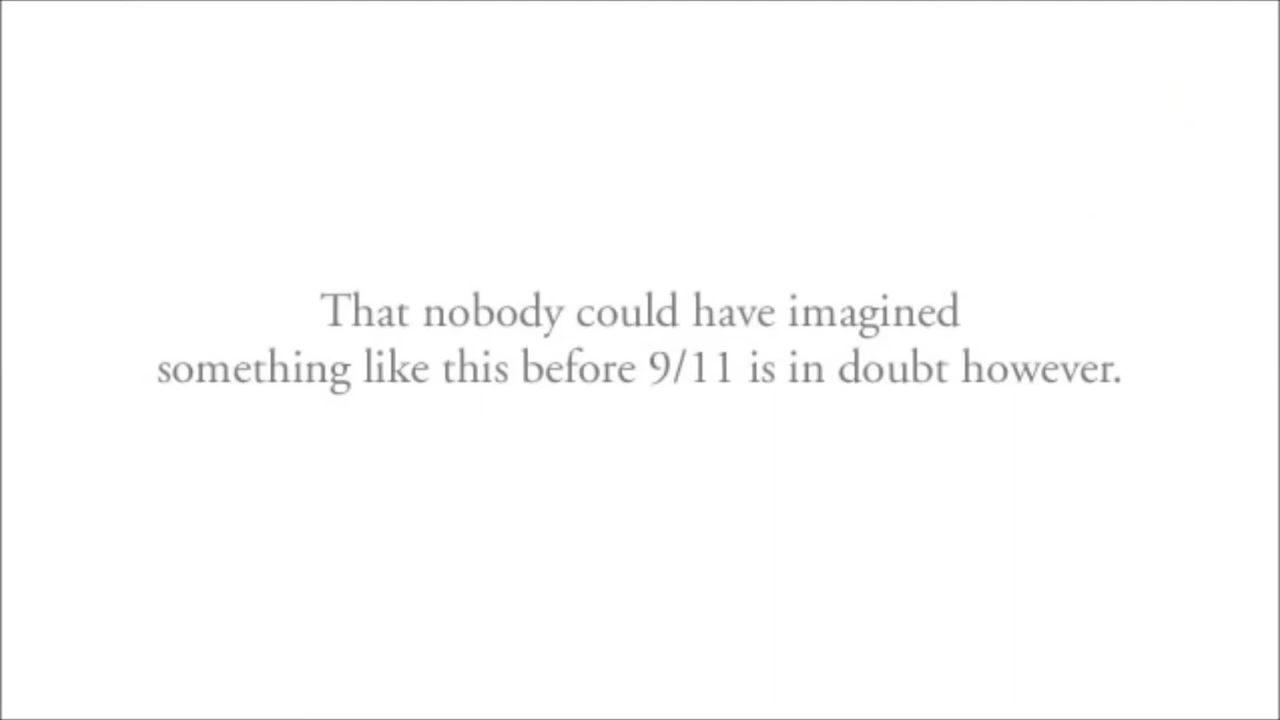 That nobody could have imagined
something like this before 9/11 is in doubt however.